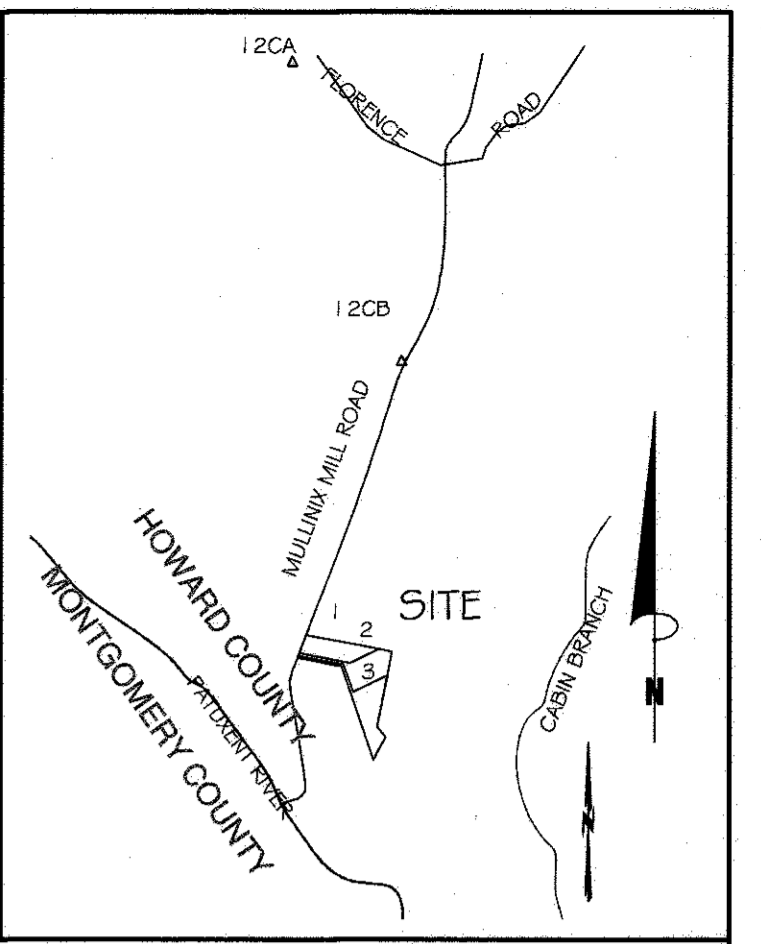 12CA
FLORENCE
ROAD
12CB
MULLINIX MILL ROAD
HOWARD COUNTY
MONTGOMERY COUNTY
PATUXENT RIVER
1
2
3
SITE
CABIN BRANCH
N
N